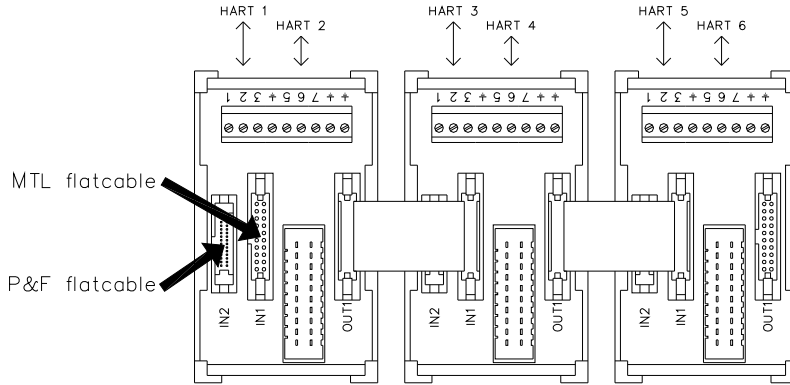 HART 1 HART 3 HART 5
HART 2 HART 4 HART 6
1 2 3 + 5 6 7 + + 1 2 3 + 5 6 7 + + 1 2 3 + 5 6 7 + +
MTL flatcable
P&F flatcable
IN2 IN1 OUT1 IN2 IN1 OUT1 IN2 IN1 OUT1